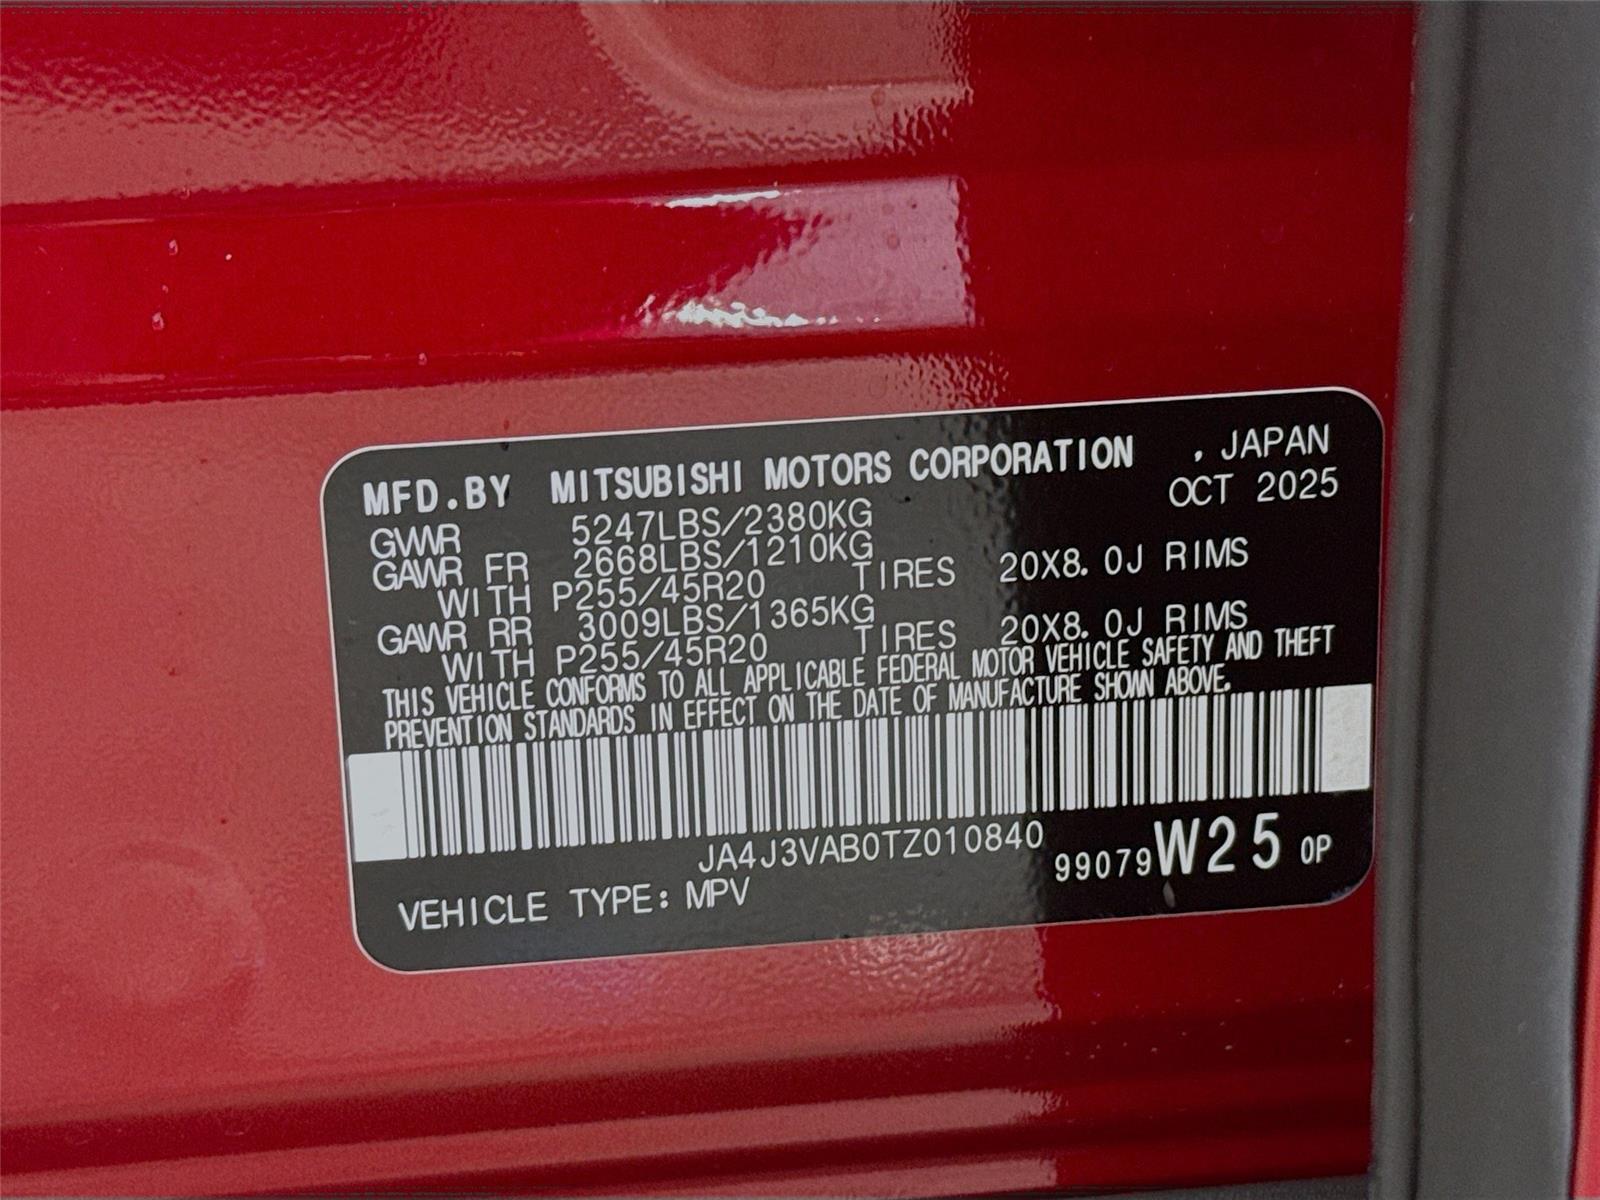 MFD.BY MITSUBISHI MOTORS CORPORATION , JAPAN
OCT 2025
GVWR 5247LBS/2380KG
GAWR FR 2668LBS/1210KG
WITH P255/45R20 TIRES 20X8.0J RIMS
GAWR RR 3009LBS/1365KG
WITH P255/45R20 TIRES 20X8.0J RIMS
THIS VEHICLE CONFORMS TO ALL APPLICABLE FEDERAL MOTOR VEHICLE SAFETY AND THEFT
PREVENTION STANDARDS IN EFFECT ON THE DATE OF MANUFACTURE SHOWN ABOVE.
JA4J3VAB0TZ010840
99079 W25 0P
VEHICLE TYPE: MPV